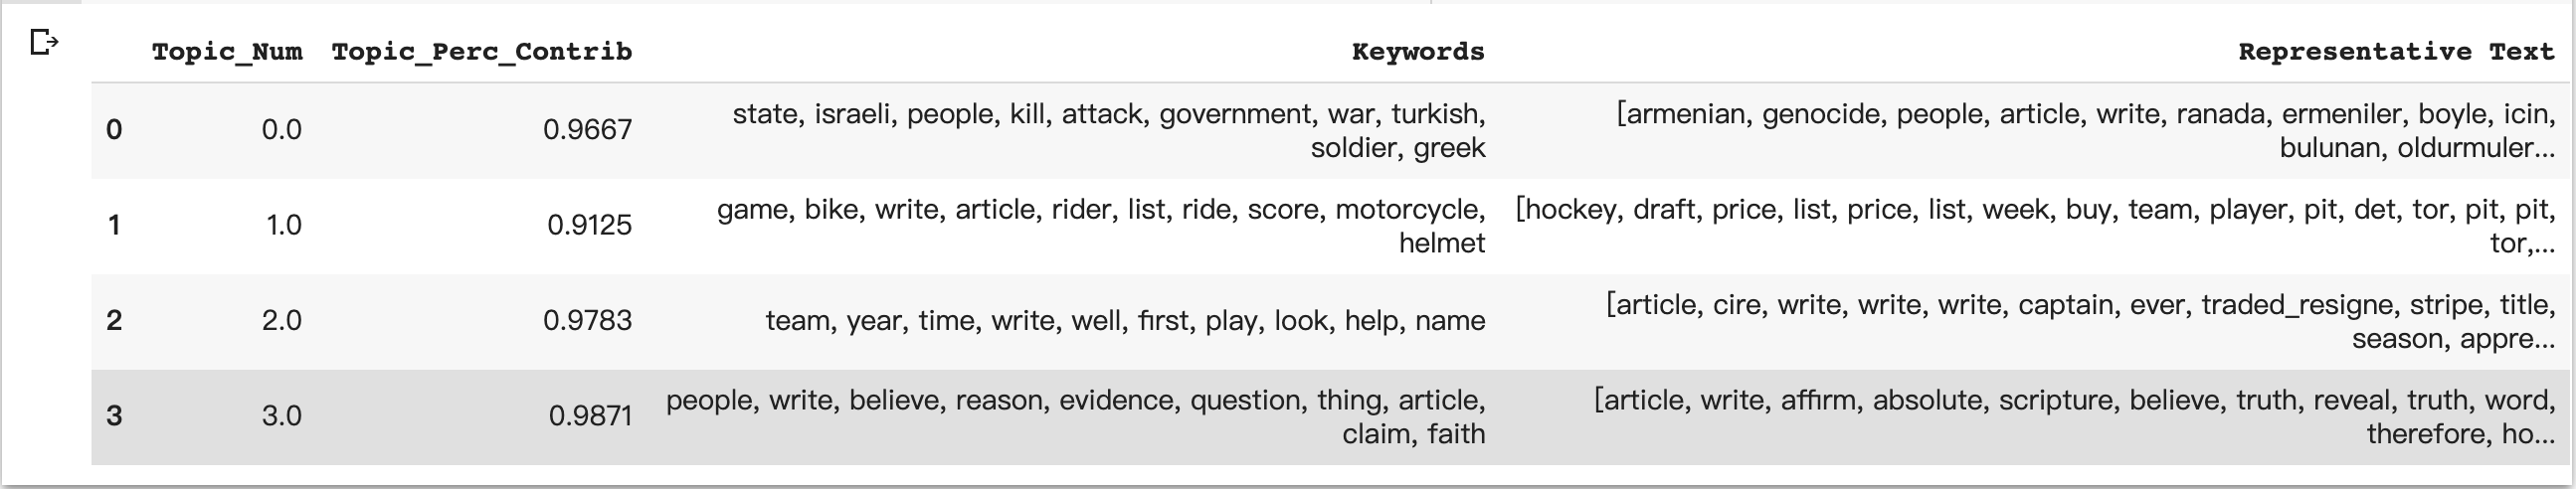 Topic_Num Topic_Perc_Contrib Keywords Representative Text
0 0.0 0.9667 state, israeli, people, kill, attack, government, war, turkish, soldier, greek [armenian, genocide, people, article, write, ranada, ermeniler, boyle, icin, bulunan, oldurmuler...
1 1.0 0.9125 game, bike, write, article, rider, list, ride, score, motorcycle, helmet [hockey, draft, price, list, price, list, week, buy, team, player, pit, det, tor, pit, pit, tor,...
2 2.0 0.9783 team, year, time, write, well, first, play, look, help, name [article, cire, write, write, write, captain, ever, traded_resigne, stripe, title, season, appre...
3 3.0 0.9871 people, write, believe, reason, evidence, question, thing, article, claim, faith [article, write, affirm, absolute, scripture, believe, truth, reveal, truth, word, therefore, ho...